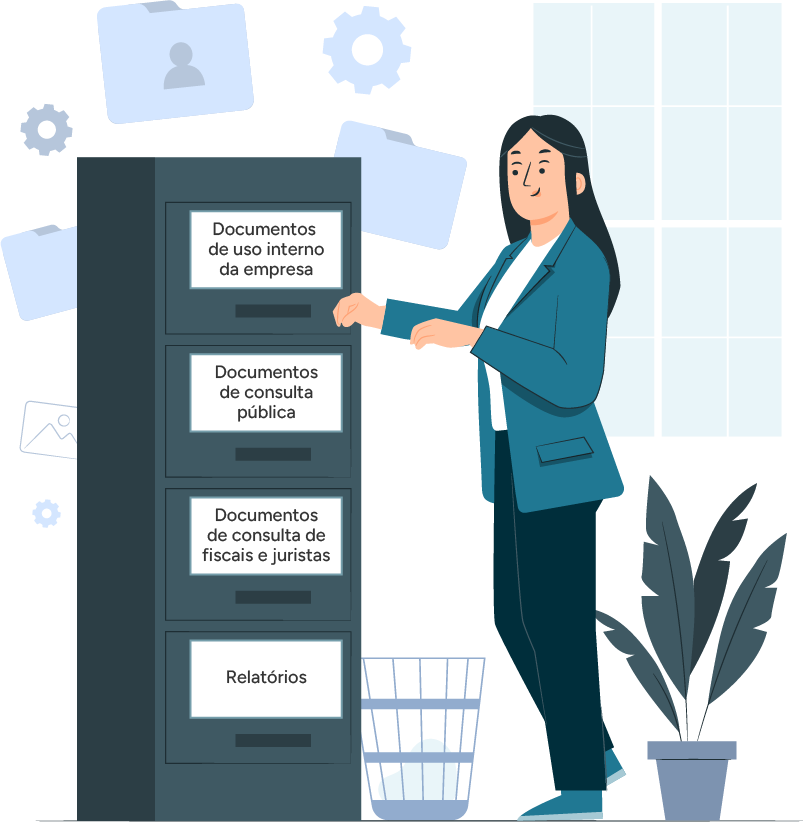 Documentos
de uso interno
da empresa
Documentos
de consulta
pública
Documentos
de consulta de
fiscais e juristas
Relatórios